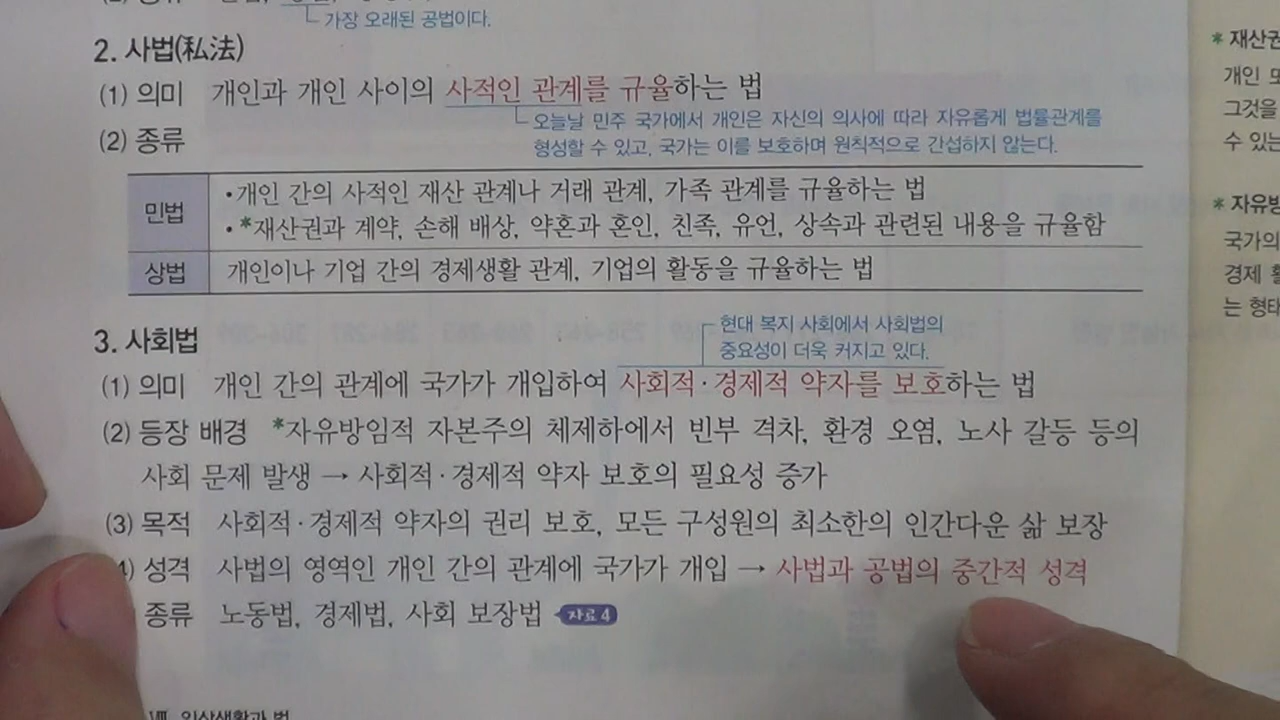 가장 오래된 공법이다.
2. 사법(私法)
(1) 의미 개인과 개인 사이의 사적인 관계를 규율하는 법
오늘날 민주 국가에서 개인은 자신의 의사에 따라 자유롭게 법률관계를
형성할 수 있고, 국가는 이를 보호하며 원칙적으로 간섭하지 않는다.
(2) 종류
민법
•개인 간의 사적인 재산 관계나 거래 관계, 가족 관계를 규율하는 법
•*재산권과 계약, 손해 배상, 약혼과 혼인, 친족, 유언, 상속과 관련된 내용을 규율함
상법 개인이나 기업 간의 경제생활 관계, 기업의 활동을 규율하는 법
현대 복지 사회에서 사회법의
중요성이 더욱 커지고 있다.
3. 사회법
(1) 의미 개인 간의 관계에 국가가 개입하여 사회적·경제적 약자를 보호하는 법
(2) 등장 배경 *자유방임적 자본주의 체제하에서 빈부 격차, 환경 오염, 노사 갈등 등의
사회 문제 발생 → 사회적·경제적 약자 보호의 필요성 증가
(3) 목적 사회적·경제적 약자의 권리 보호, 모든 구성원의 최소한의 인간다운 삶 보장
4) 성격 사법의 영역인 개인 간의 관계에 국가가 개입 → 사법과 공법의 중간적 성격
종류 노동법, 경제법, 사회 보장법 자료4
Ⅷ. 일상생활과 법
* 재산권
개인 또
그것을
수 있는
* 자유방
국가의
경제 활
는 형태